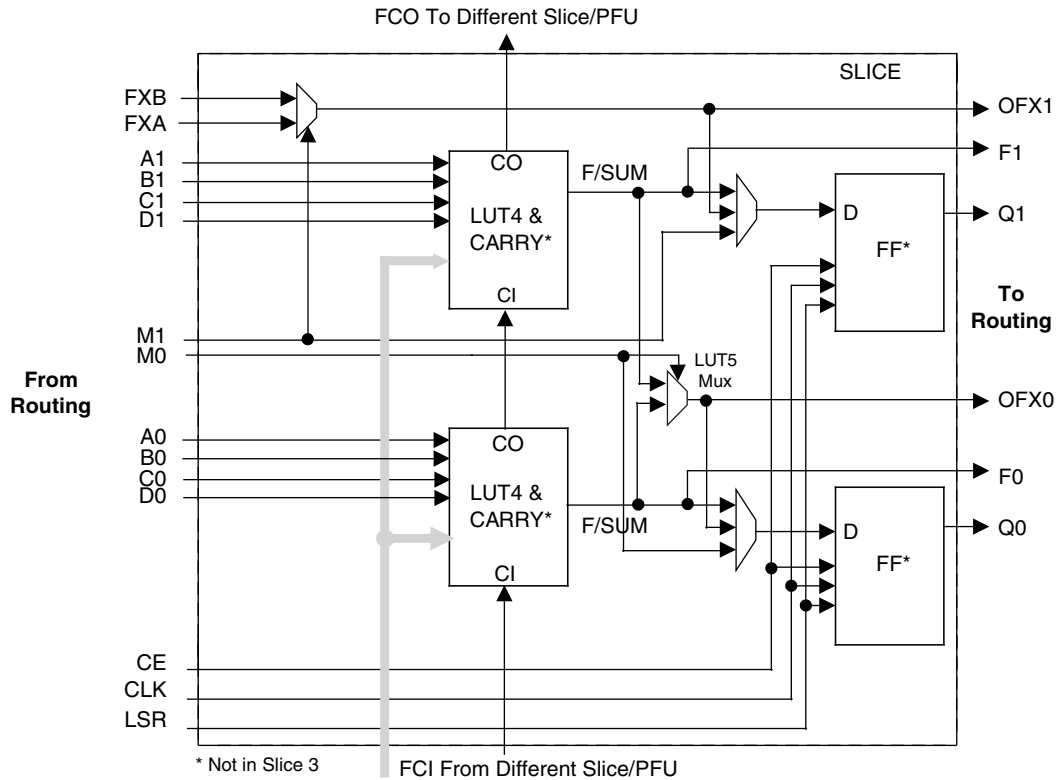 FCO To Different Slice/PFU
SLICE
FXB
FXA
OFX1
A1
B1
C1
D1
CO
LUT4 &
CARRY*
CI
F/SUM
F1
D
FF*
Q1
To
Routing
M1
M0
From
Routing
LUT5
Mux
OFX0
A0
B0
C0
D0
CO
LUT4 &
CARRY*
CI
F/SUM
F0
D
FF*
Q0
CE
CLK
LSR
* Not in Slice 3
FCI From Different Slice/PFU